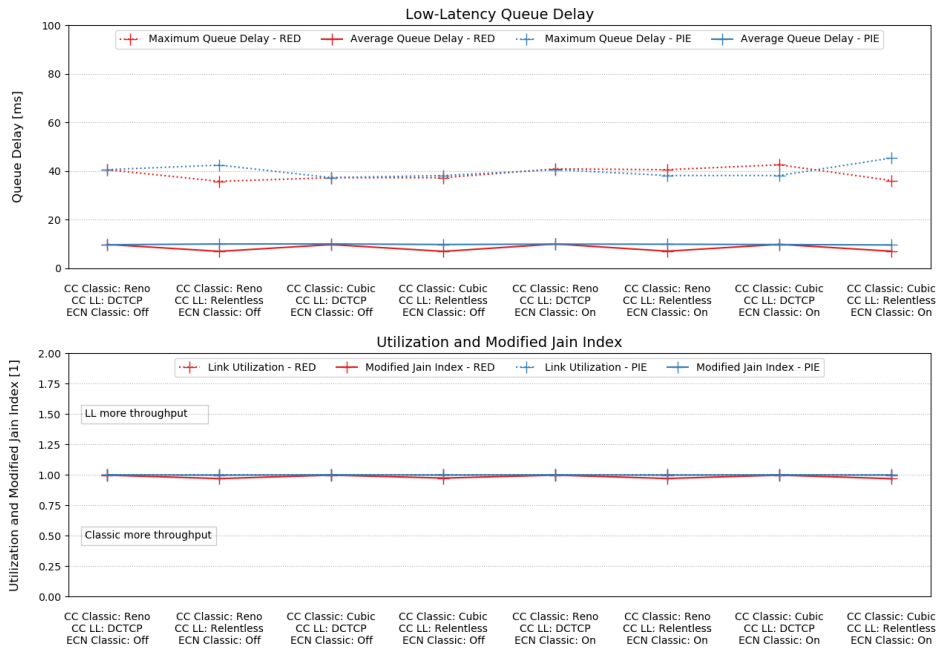 Low-Latency Queue Delay
Maximum Queue Delay - RED Average Queue Delay - RED Maximum Queue Delay - PIE Average Queue Delay - PIE
100
80
60
40
20
0
Queue Delay [ms]
CC Classic: Reno CC Classic: Reno CC Classic: Cubic CC Classic: Cubic CC Classic: Reno CC Classic: Reno CC Classic: Cubic CC Classic: Cubic
CC LL: DCTCP CC LL: Relentless CC LL: DCTCP CC LL: Relentless CC LL: DCTCP CC LL: Relentless CC LL: DCTCP CC LL: Relentless
ECN Classic: Off ECN Classic: Off ECN Classic: Off ECN Classic: Off ECN Classic: On ECN Classic: On ECN Classic: On ECN Classic: On
Utilization and Modified Jain Index
Link Utilization - RED Modified Jain Index - RED Link Utilization - PIE Modified Jain Index - PIE
2.00
1.75
1.50
LL more throughput
1.25
1.00
0.75
0.50
Classic more throughput
0.25
0.00
Utilization and Modified Jain Index [1]
CC Classic: Reno CC Classic: Reno CC Classic: Cubic CC Classic: Cubic CC Classic: Reno CC Classic: Reno CC Classic: Cubic CC Classic: Cubic
CC LL: DCTCP CC LL: Relentless CC LL: DCTCP CC LL: Relentless CC LL: DCTCP CC LL: Relentless CC LL: DCTCP CC LL: Relentless
ECN Classic: Off ECN Classic: Off ECN Classic: Off ECN Classic: Off ECN Classic: On ECN Classic: On ECN Classic: On ECN Classic: On